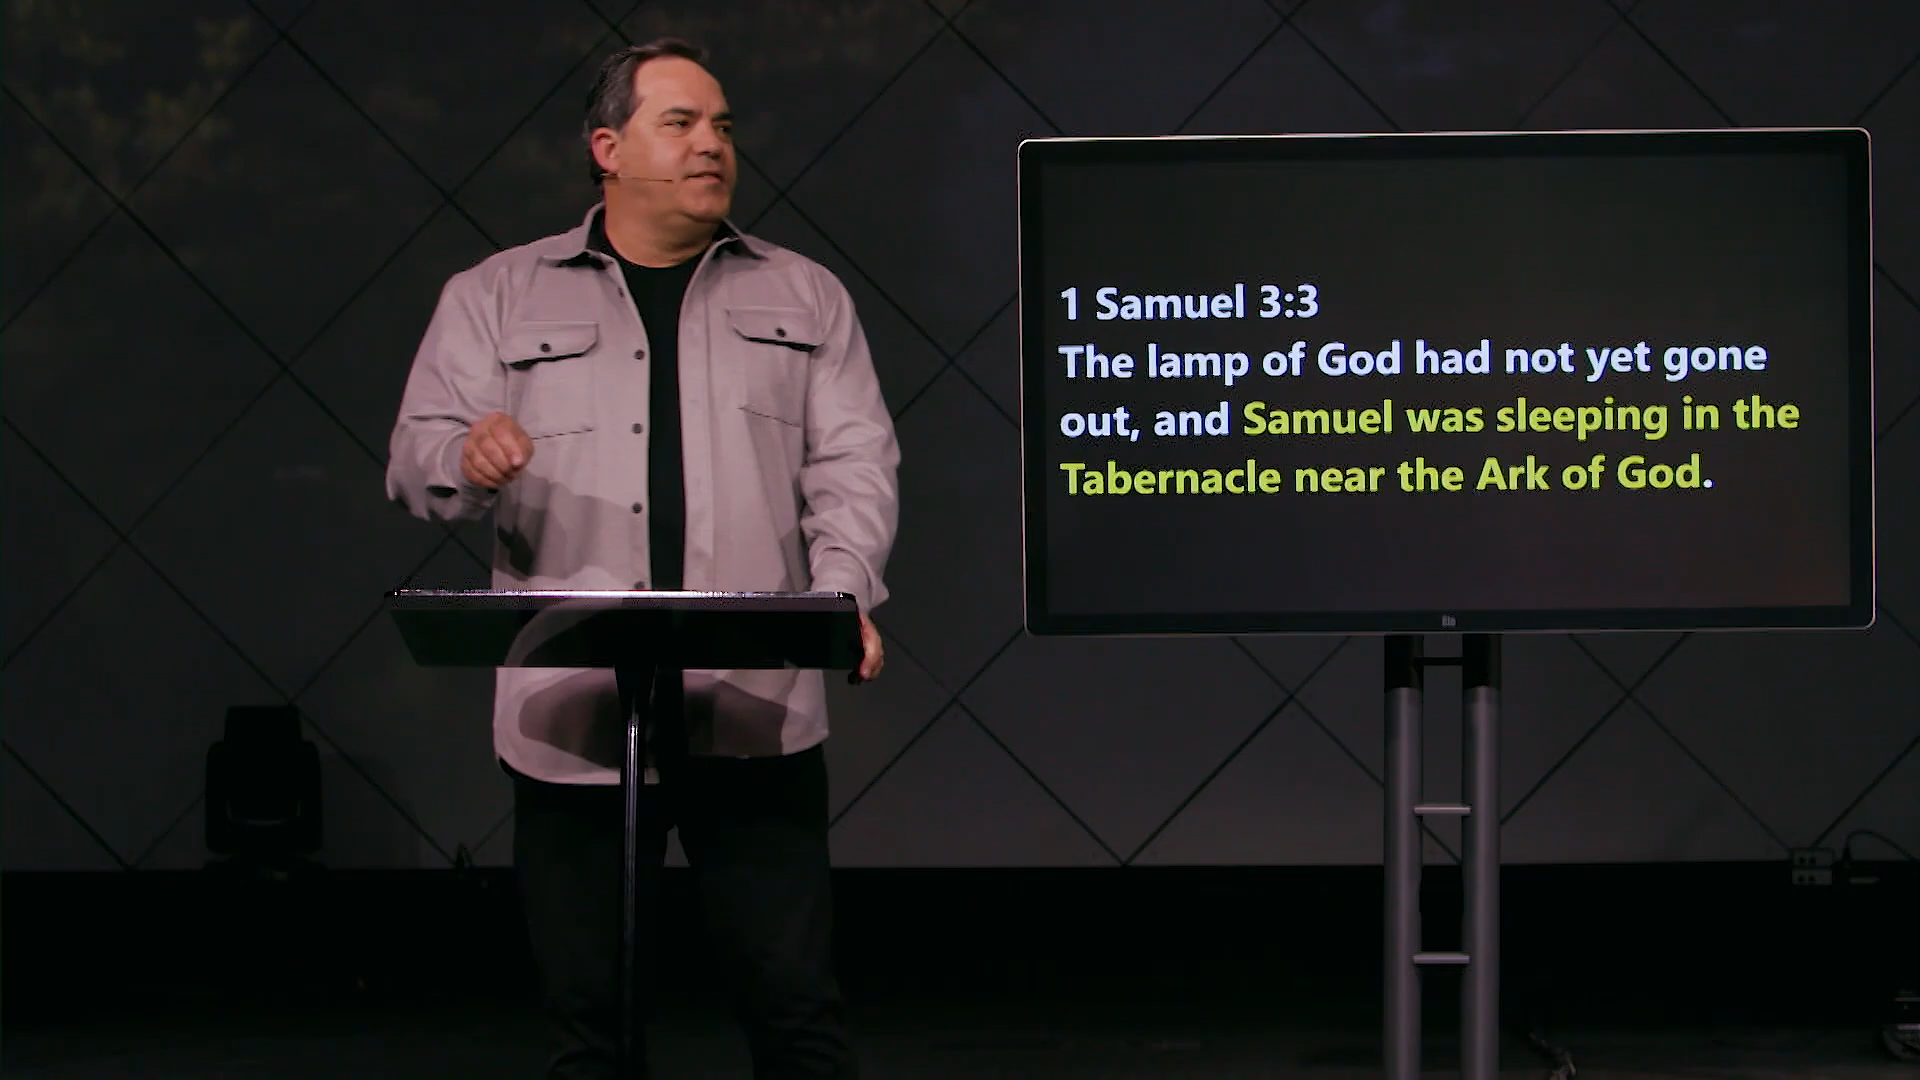 1 Samuel 3:3
The lamp of God had not yet gone
out, and Samuel was sleeping in the
Tabernacle near the Ark of God.
elo